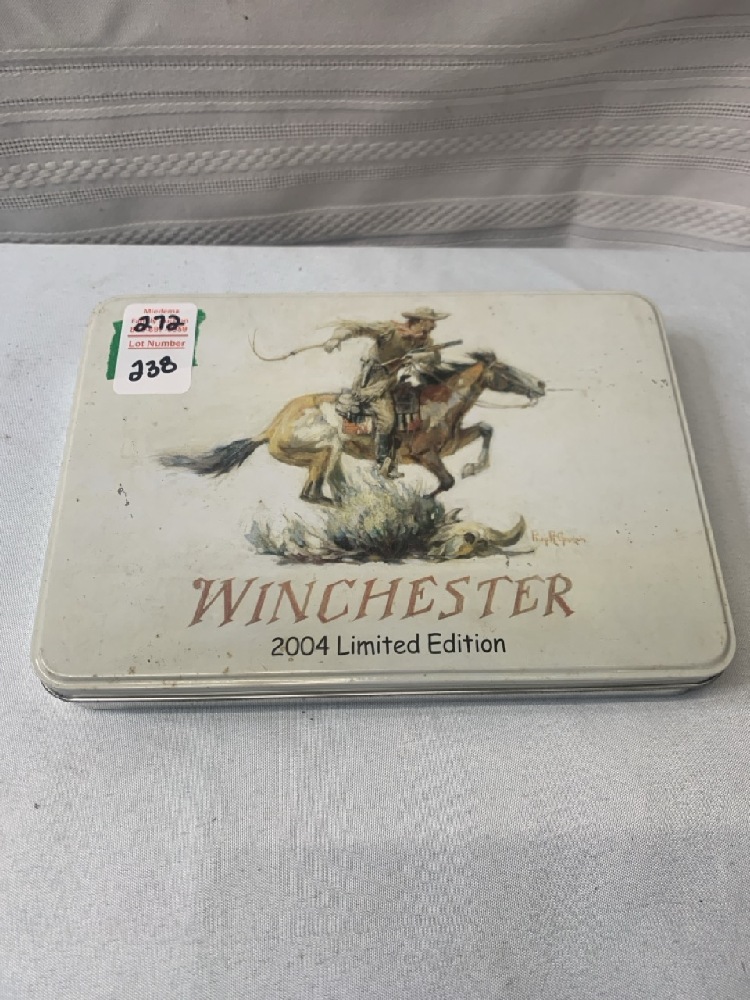 272
Lot Number
238
WINCHESTER
2004 Limited Edition